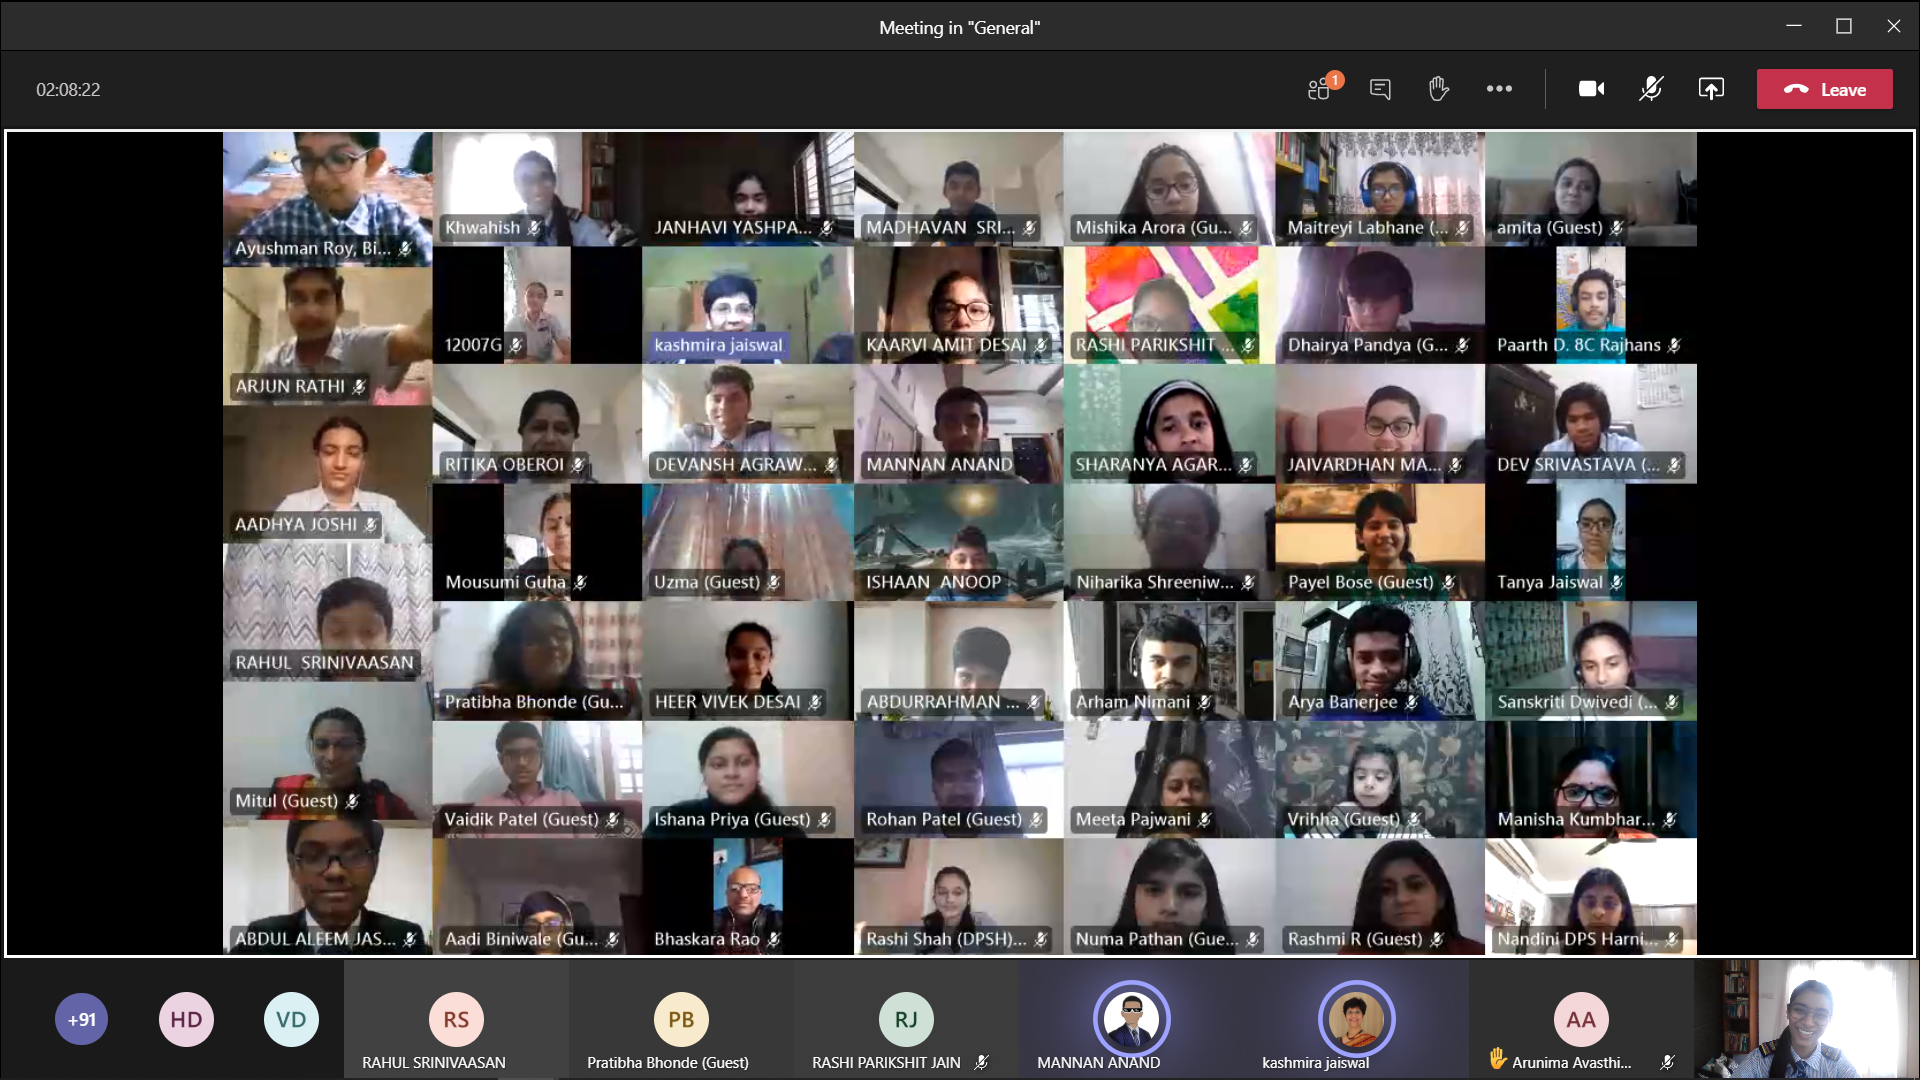 Meeting in "General"
02:08:22
1
Leave
Ayushman Roy, Bi...
Khwahish
JANHAVI YASHPA...
MADHAVAN SRI...
Mishika Arora (Gu...
Maitreyi Labhane (...
amita (Guest)
ARJUN RATHI
12007G
kashmira jaiswal
KAARVI AMIT DESAI
RASHI PARIKSHIT ...
Dhairya Pandya (G...
Paarth D. 8C Rajhans
AADHYA JOSHI
RITIKA OBEROI
DEVANSH AGRAW...
MANNAN ANAND
SHARANYA AGAR...
JAIVARDHAN MA...
DEV SRIVASTAVA (...
RAHUL SRINIVAASAN
Mousumi Guha
Uzma (Guest)
ISHAAN ANOOP
Niharika Shreeniw...
Payel Bose (Guest)
Tanya Jaiswal
Mitul (Guest)
Pratibha Bhonde (Gu...
HEER VIVEK DESAI
ABDURRAHMAN ...
Arham Nimani
Arya Banerjee
Sanskriti Dwivedi (...
Vaidik Patel (Guest)
Ishana Priya (Guest)
Rohan Patel (Guest)
Meeta Pajwani
Vrihha (Guest)
Manisha Kumbhar...
ABDUL ALEEM JAS...
Aadi Biniwale (Gu...
Bhaskara Rao
Rashi Shah (DPSH)...
Numa Pathan (Gue...
Rashmi R (Guest)
Nandini DPS Harni...
+91
HD
VD
RS
PB
RJ
AA
RAHUL SRINIVAASAN
Pratibha Bhonde (Guest)
RASHI PARIKSHIT JAIN
MANNAN ANAND
kashmira jaiswal
Arunima Avasthi...